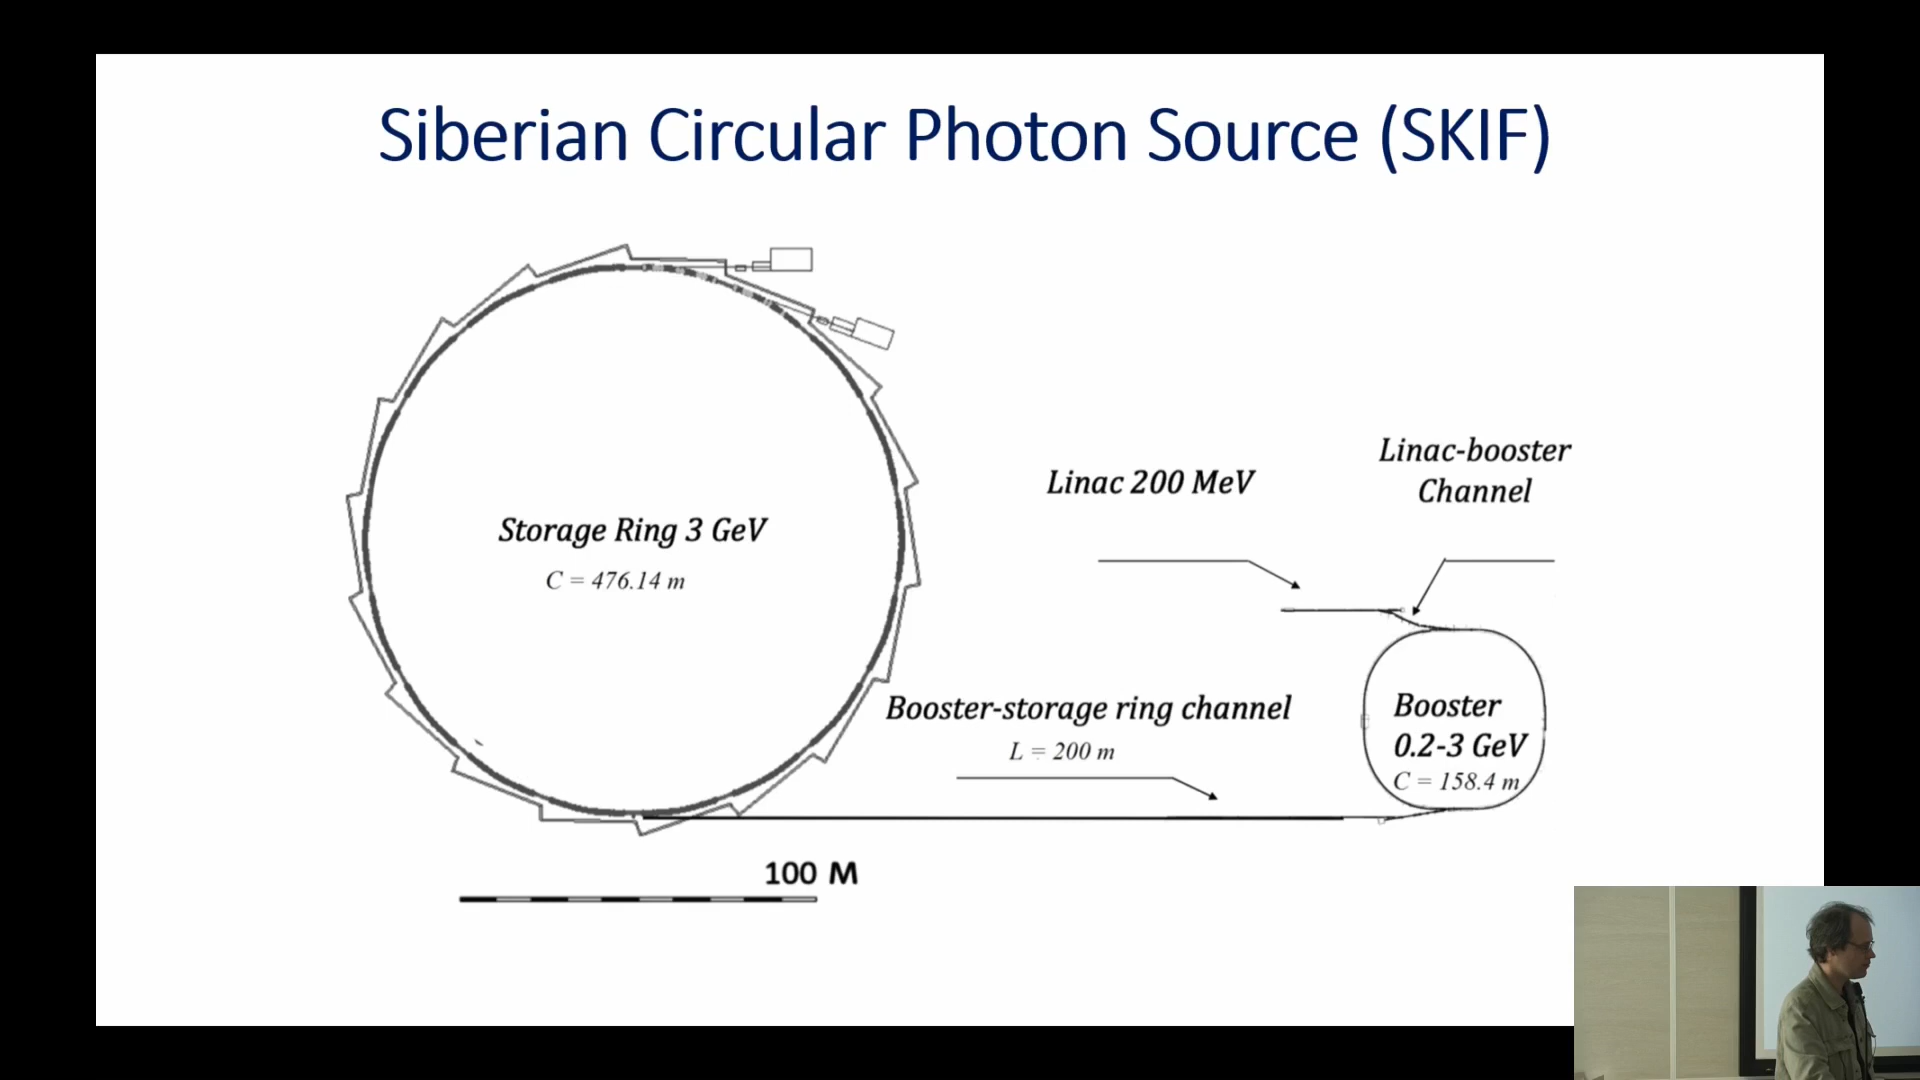 Siberian Circular Photon Source (SKIF)
Linac-booster
Channel
Linac 200 MeV
Storage Ring 3 GeV
C = 476.14 m
Booster-storage ring channel
L = 200 m
Booster
0.2-3 GeV
C = 158.4 m
100 M